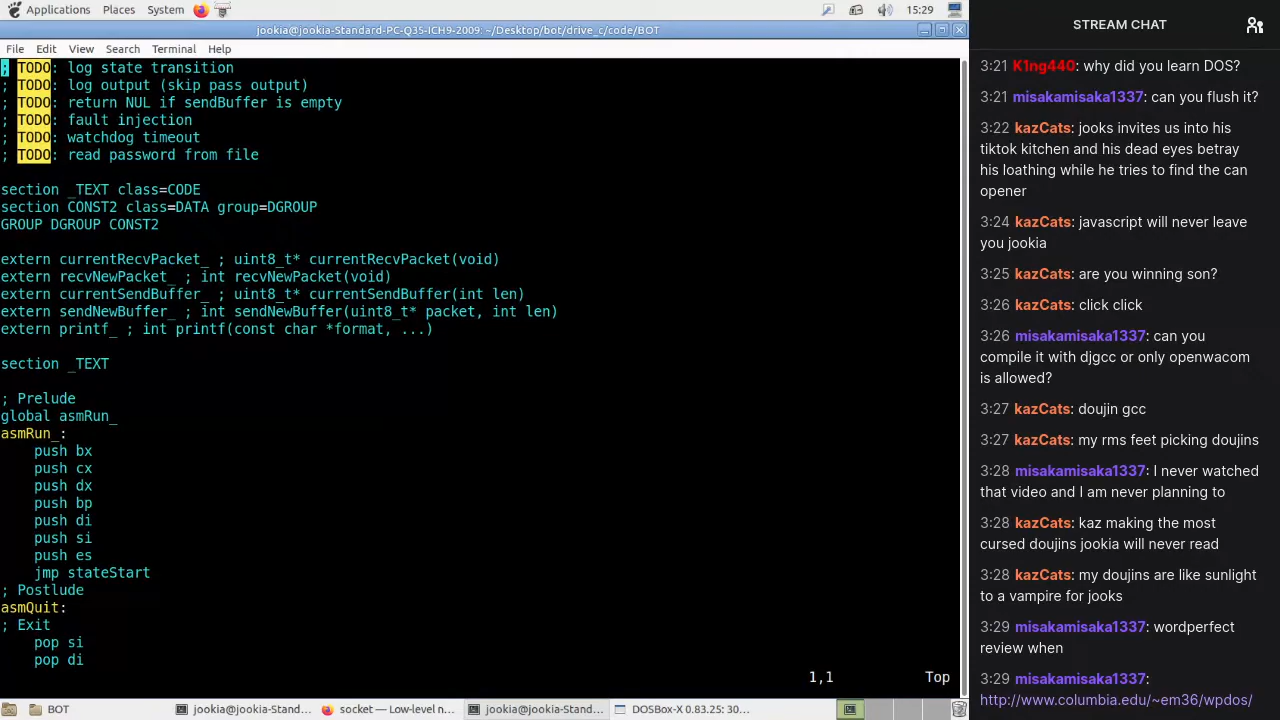 Applications Places System 15:29
jookia@jookia-Standard-PC-Q35-ICH9-2009: ~/Desktop/bot/drive_c/code/BOT
File Edit View Search Terminal Help
; TODO: log state transition
; TODO: log output (skip pass output)
; TODO: return NUL if sendBuffer is empty
; TODO: fault injection
; TODO: watchdog timeout
; TODO: read password from file
section _TEXT class=CODE
section CONST2 class=DATA group=DGROUP
GROUP DGROUP CONST2
extern currentRecvPacket_ ; uint8_t* currentRecvPacket(void)
extern recvNewPacket_ ; int recvNewPacket(void)
extern currentSendBuffer_ ; uint8_t* currentSendBuffer(int len)
extern sendNewBuffer_ ; int sendNewBuffer(uint8_t* packet, int len)
extern printf_ ; int printf(const char *format, ...)
section _TEXT
; Prelude
global asmRun_
asmRun_:
push bx
push cx
push dx
push bp
push di
push si
push es
jmp stateStart
; Postlude
asmQuit:
; Exit
pop si
pop di
1,1 Top
BOT jookia@jookia-Stand... socket — Low-level n... jookia@jookia-Stand... DOSBox-X 0.83.25: 30...
STREAM CHAT
3:21 K1ng440: why did you learn DOS?
3:21 misakamisaka1337: can you flush it?
3:22 kazCats: jooks invites us into his
tiktok kitchen and his dead eyes betray
his loathing while he tries to find the can
opener
3:24 kazCats: javascript will never leave
you jookia
3:25 kazCats: are you winning son?
3:26 kazCats: click click
3:26 misakamisaka1337: can you
compile it with djgcc or only openwacom
is allowed?
3:27 kazCats: doujin gcc
3:27 kazCats: my rms feet picking doujins
3:28 misakamisaka1337: I never watched
that video and I am never planning to
3:28 kazCats: kaz making the most
cursed doujins jookia will never read
3:28 kazCats: my doujins are like sunlight
to a vampire for jooks
3:29 misakamisaka1337: wordperfect
review when
3:29 misakamisaka1337:
http://www.columbia.edu/~em36/wpdos/